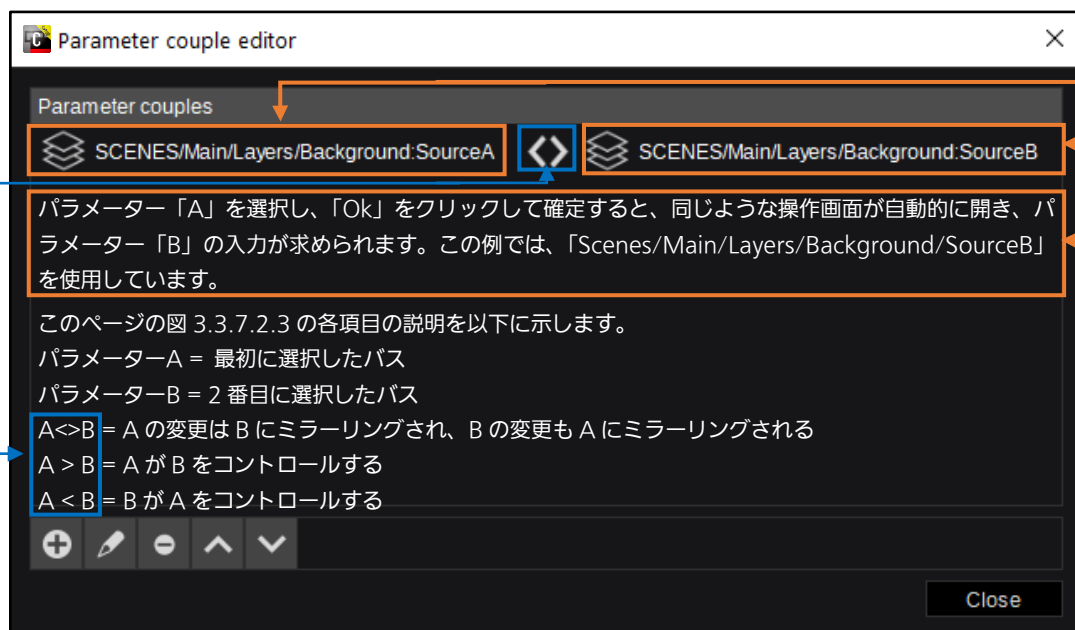 Parameter couple editor
Parameter couples
SCENES/Main/Layers/Background:SourceA <> SCENES/Main/Layers/Background:SourceB
パラメーター「A」を選択し、「Ok」をクリックして確定すると、同じような操作画面が自動的に開き、パ
ラメーター「B」の入力が求められます。この例では、「Scenes/Main/Layers/Background/SourceB」
を使用しています。
このページの図 3.3.7.2.3 の各項目の説明を以下に示します。
パラメーターA = 最初に選択したバス
パラメーターB = 2 番目に選択したバス
A<>B = A の変更は B にミラーリングされ、B の変更も A にミラーリングされる
A > B = A が B をコントロールする
A < B = B が A をコントロールする
Close